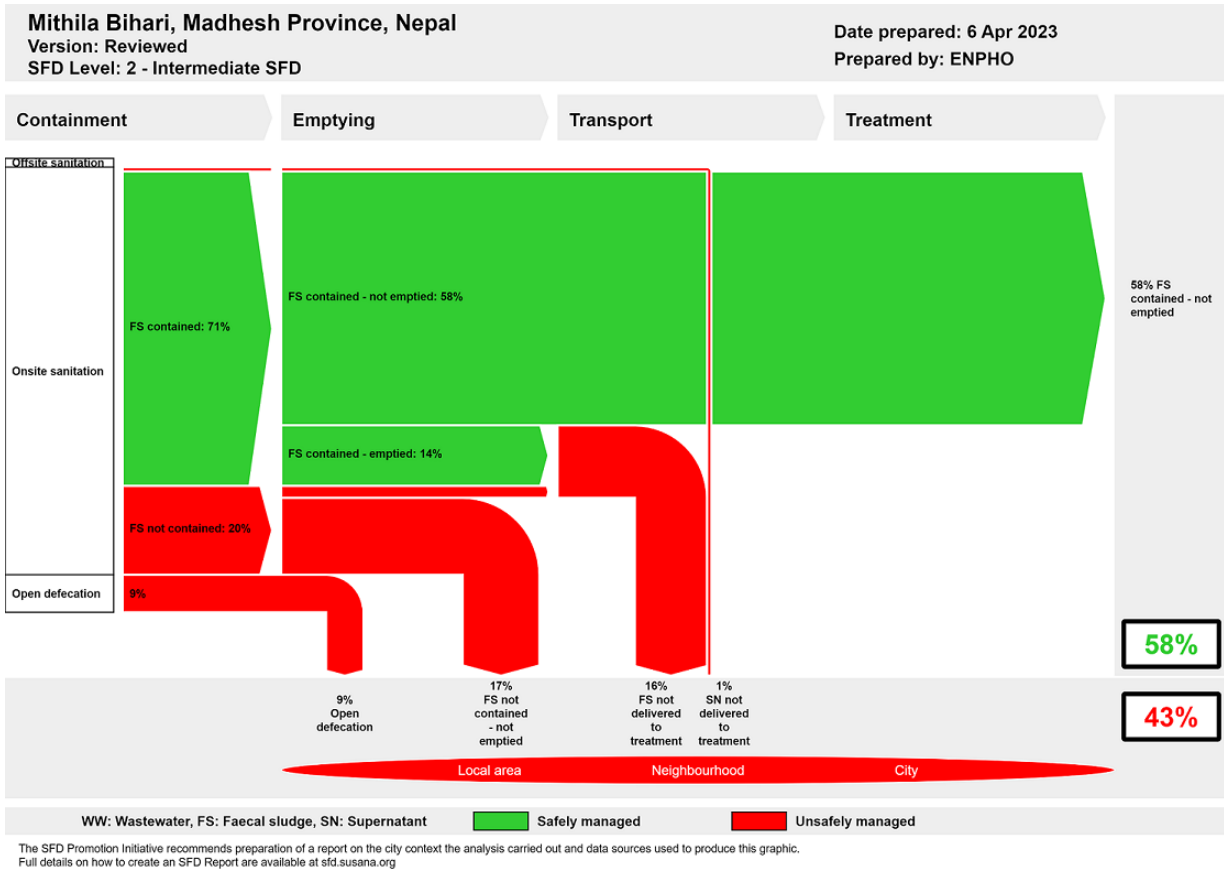 Mithila Bihari, Madhesh Province, Nepal
Version: Reviewed
SFD Level: 2 - Intermediate SFD
Date prepared: 6 Apr 2023
Prepared by: ENPHO
Containment
Emptying
Transport
Treatment
Offsite sanitation
Onsite sanitation
Open defecation
FS contained: 71%
FS not contained: 20%
9%
FS contained - not emptied: 58%
FS contained - emptied: 14%
58% FS
contained - not
emptied
58%
43%
9%
Open
defecation
17%
FS not
contained
- not
emptied
16%
FS not
delivered
to
treatment
1%
SN not
delivered
to
treatment
Local area
Neighbourhood
City
WW: Wastewater, FS: Faecal sludge, SN: Supernatant
Safely managed
Unsafely managed
The SFD Promotion Initiative recommends preparation of a report on the city context the analysis carried out and data sources used to produce this graphic.
Full details on how to create an SFD Report are available at sfd.susana.org